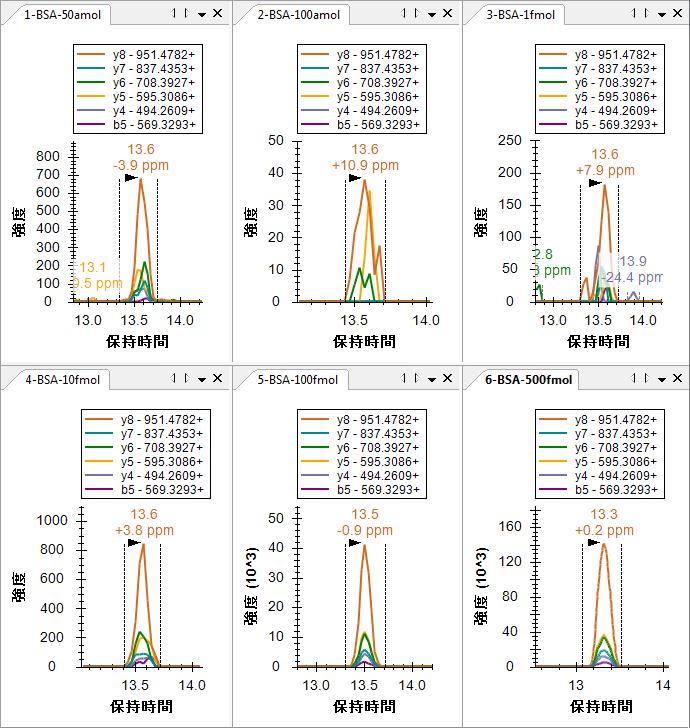 1-BSA-50amol
y8 - 951.4782+
y7 - 837.4353+
y6 - 708.3927+
y5 - 595.3086+
y4 - 494.2609+
b5 - 569.3293+
13.6
-3.9 ppm
13.1
9.5 ppm
800
700
600
500
400
300
200
100
0
強度
13.0 13.5 14.0
保持時間
2-BSA-100amol
y8 - 951.4782+
y7 - 837.4353+
y6 - 708.3927+
y5 - 595.3086+
y4 - 494.2609+
b5 - 569.3293+
13.6
+10.9 ppm
50
40
30
20
10
0
強度
13.5 14.0
保持時間
3-BSA-1fmol
y8 - 951.4782+
y7 - 837.4353+
y6 - 708.3927+
y5 - 595.3086+
y4 - 494.2609+
b5 - 569.3293+
13.6
+7.9 ppm
2.8
ppm
13.9
-24.4 ppm
250
200
150
100
50
0
強度
13.0 13.5 14.0
保持時間
4-BSA-10fmol
y8 - 951.4782+
y7 - 837.4353+
y6 - 708.3927+
y5 - 595.3086+
y4 - 494.2609+
b5 - 569.3293+
13.6
+3.8 ppm
1000
800
600
400
200
0
強度
13.5 14.0
保持時間
5-BSA-100fmol
y8 - 951.4782+
y7 - 837.4353+
y6 - 708.3927+
y5 - 595.3086+
y4 - 494.2609+
b5 - 569.3293+
13.5
-0.9 ppm
50
40
30
20
10
0
強度 (10^3)
13.0 13.5 14.0
保持時間
6-BSA-500fmol
y8 - 951.4782+
y7 - 837.4353+
y6 - 708.3927+
y5 - 595.3086+
y4 - 494.2609+
b5 - 569.3293+
13.3
+0.2 ppm
160
120
80
40
0
強度 (10^3)
13 14
保持時間